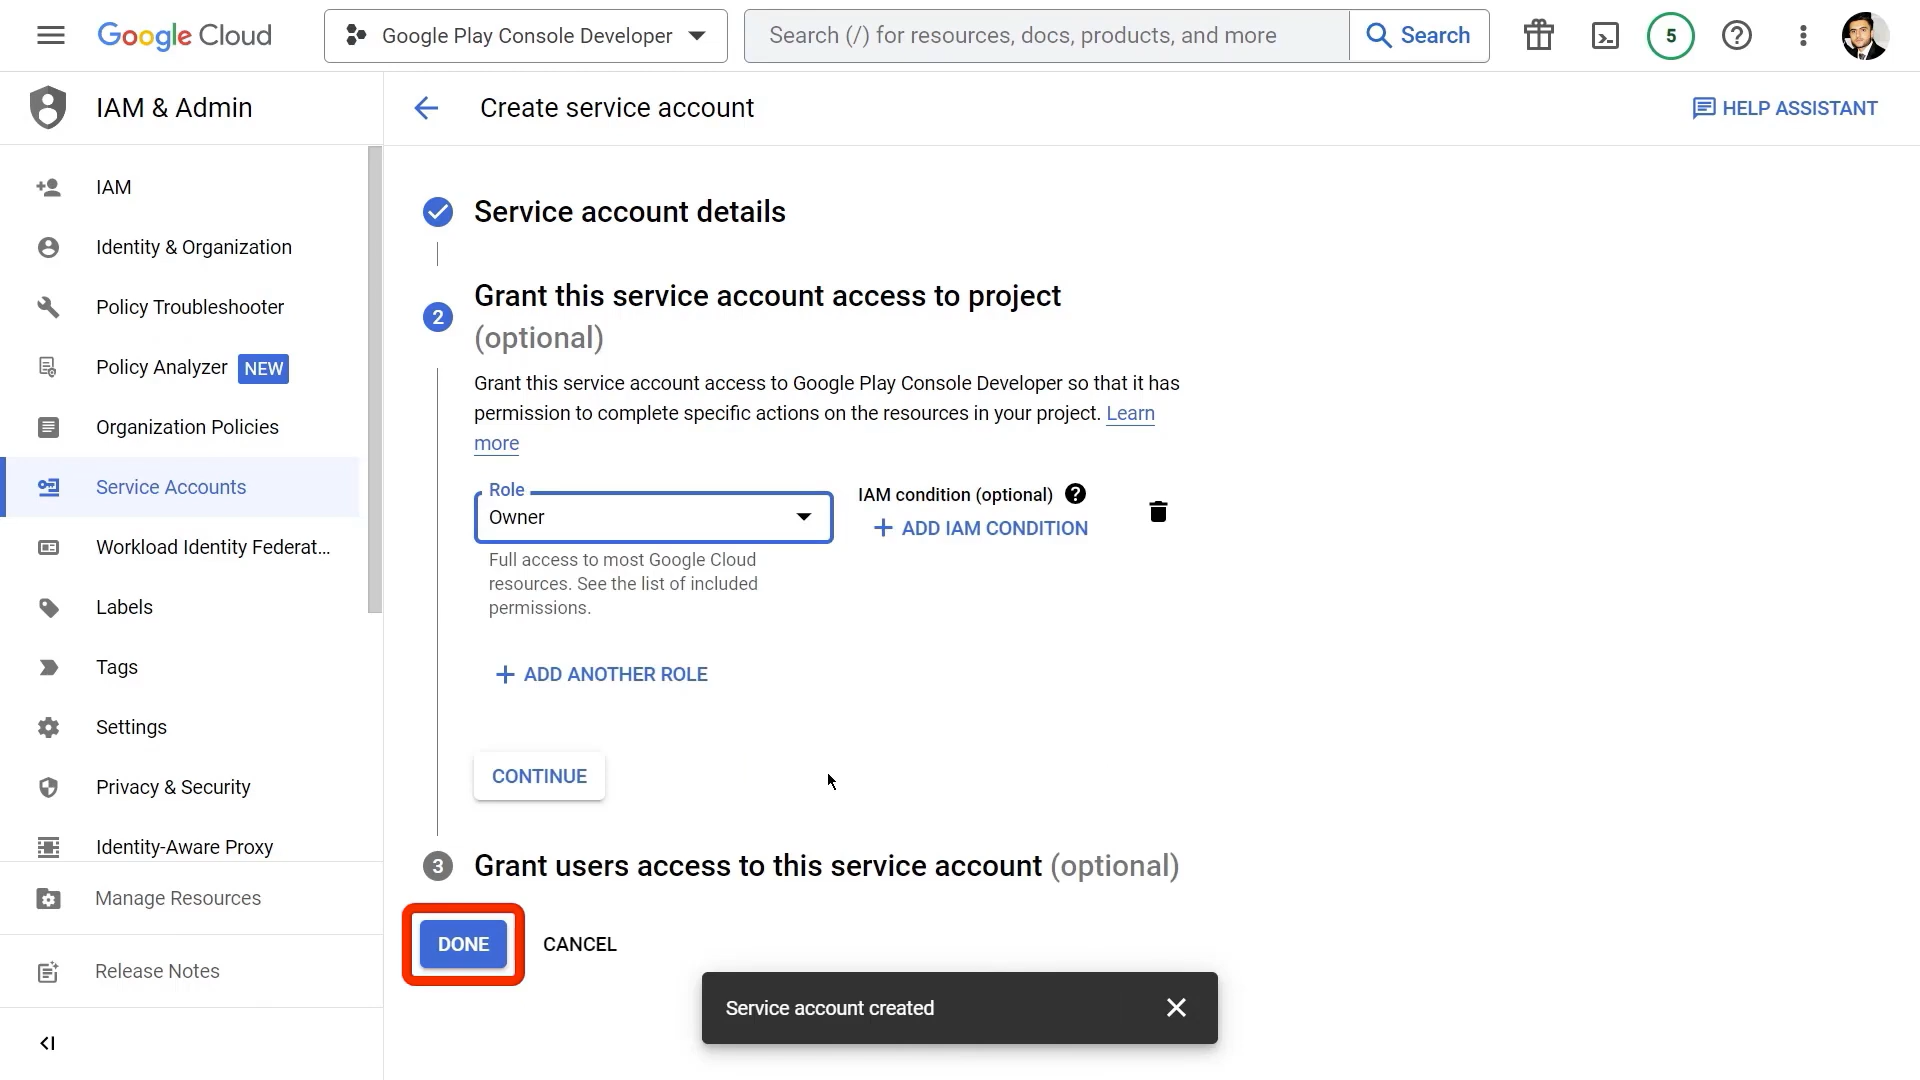 Google Cloud
Google Play Console Developer
Search (/) for resources, docs, products, and more
Search
5
IAM & Admin
Create service account
HELP ASSISTANT
IAM
Identity & Organization
Policy Troubleshooter
Policy Analyzer NEW
Organization Policies
Service Accounts
Workload Identity Federat...
Labels
Tags
Settings
Privacy & Security
Identity-Aware Proxy
Manage Resources
Release Notes
Service account details
2
Grant this service account access to project
(optional)
Grant this service account access to Google Play Console Developer so that it has
permission to complete specific actions on the resources in your project. Learn
more
Role
Owner
IAM condition (optional)
+ ADD IAM CONDITION
Full access to most Google Cloud
resources. See the list of included
permissions.
+ ADD ANOTHER ROLE
CONTINUE
3
Grant users access to this service account (optional)
DONE
CANCEL
Service account created